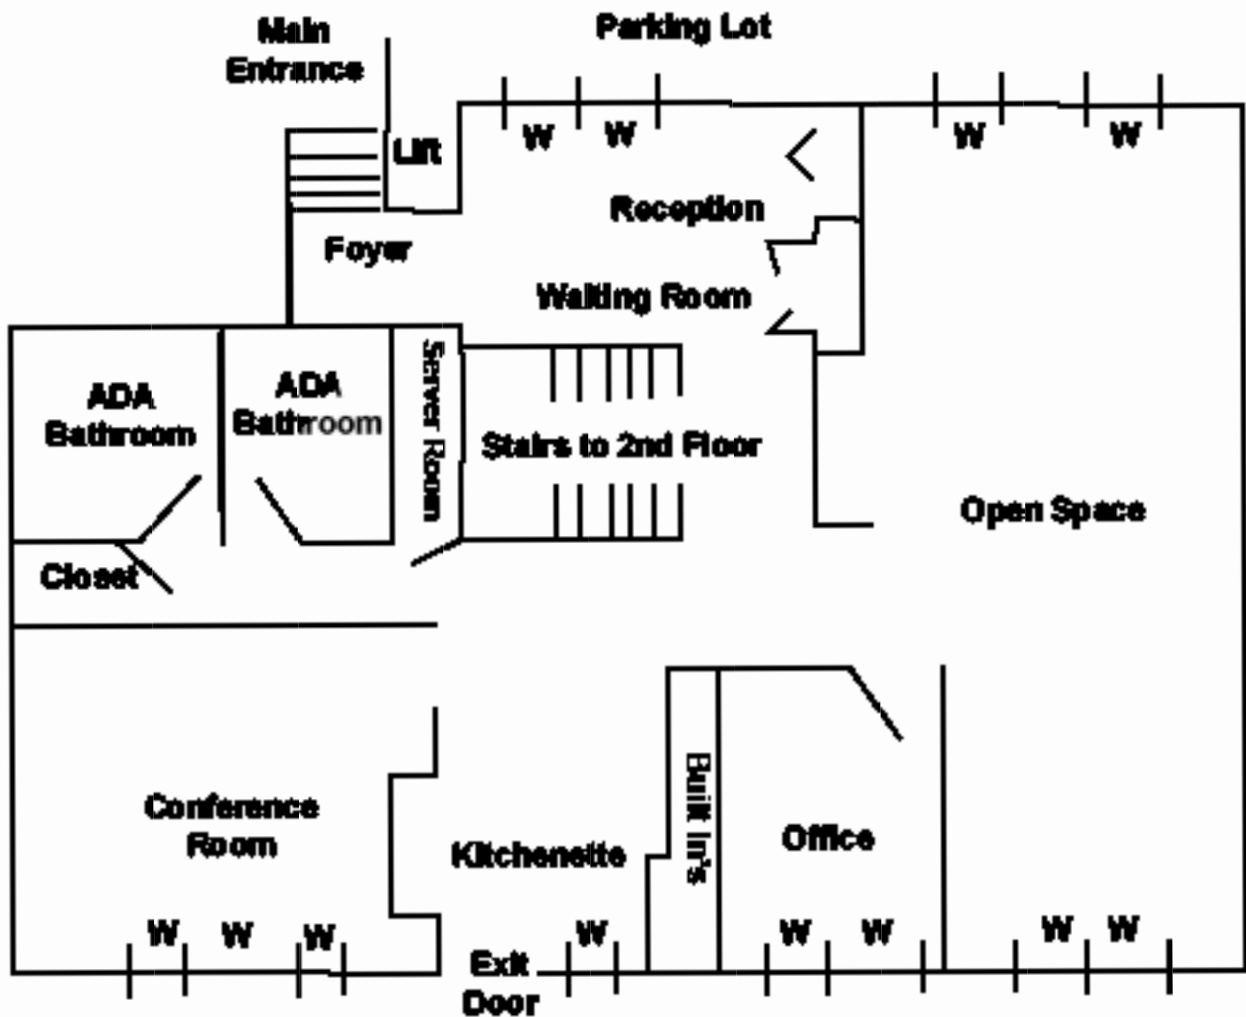 Main
Entrance
Parking Lot
W
W
W
W
Lift
Reception
Foyer
Waiting Room
ADA
Bathroom
ADA
Bathroom
Server Room
Stairs to 2nd Floor
Open Space
Closet
Conference
Room
Kitchenette
Built In's
Office
W
W
W
W
W
W
W
W
Exit
Door